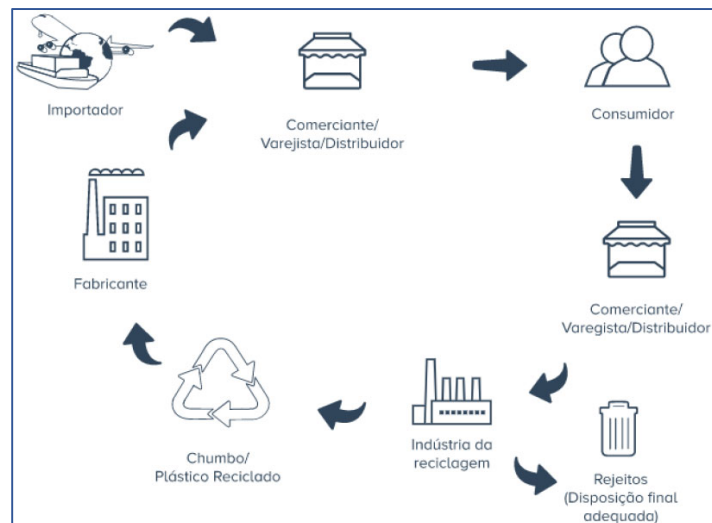 Importador
Comerciante/
Varejista/Distribuidor
Consumidor
Fabricante
Comerciante/
Varegista/Distribuidor
Chumbo/
Plástico Reciclado
Indústria da
reciclagem
Rejeitos
(Disposição final
adequada)